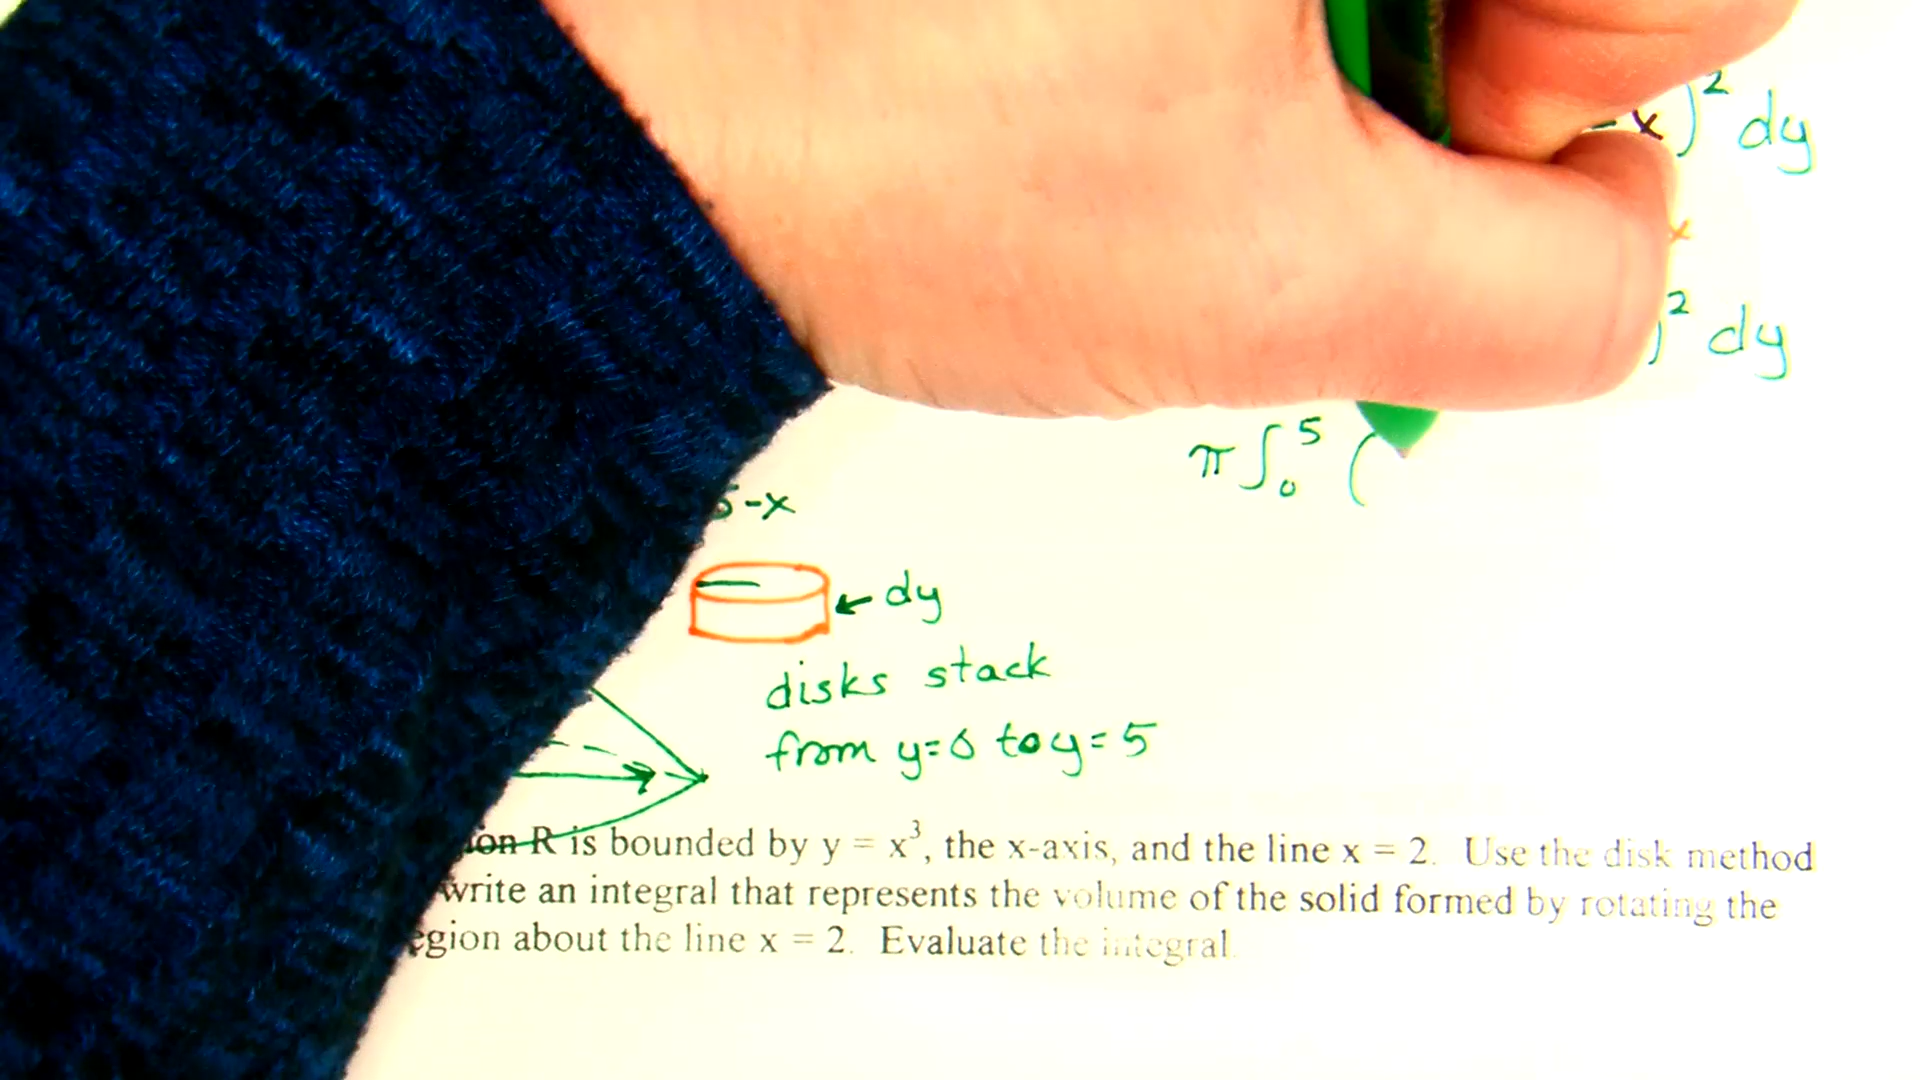 - x)² dy
x
)² dy
π ∫₀⁵ (
5-x
← dy
disks stack
from y=0 to y=5
R is bounded by y = x³, the x-axis, and the line x = 2. Use the disk method
write an integral that represents the volume of the solid formed by rotating the
egion about the line x = 2. Evaluate the integral.